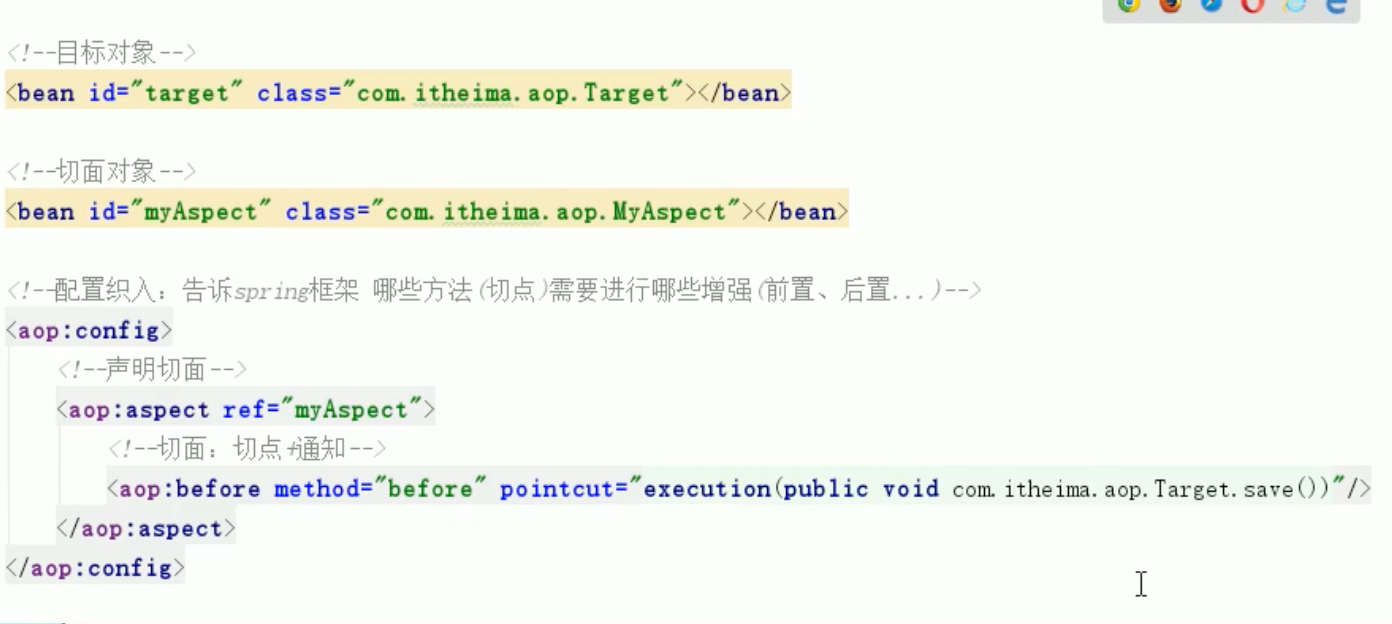 <!--目标对象-->
<bean id="target" class="com.itheima.aop.Target"></bean>
<!--切面对象-->
<bean id="myAspect" class="com.itheima.aop.MyAspect"></bean>
<!--配置织入：告诉spring框架 哪些方法(切点)需要进行哪些增强(前置、后置...)-->
<aop:config>
<!--声明切面-->
<aop:aspect ref="myAspect">
<!--切面：切点+通知-->
<aop:before method="before" pointcut="execution(public void com.itheima.aop.Target.save())"/>
</aop:aspect>
</aop:config>